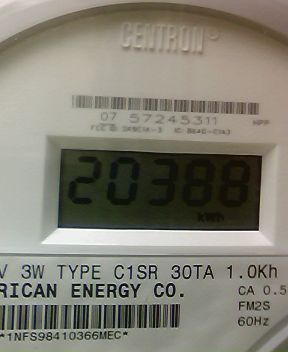 CENTRON®
07 57245311 HPP
20388
kWh
V 3W TYPE C1SR 30TA 1.0Kh
RICAN ENERGY CO. CA 0.5
FM2S
60Hz
*1NFS98410366MEC*